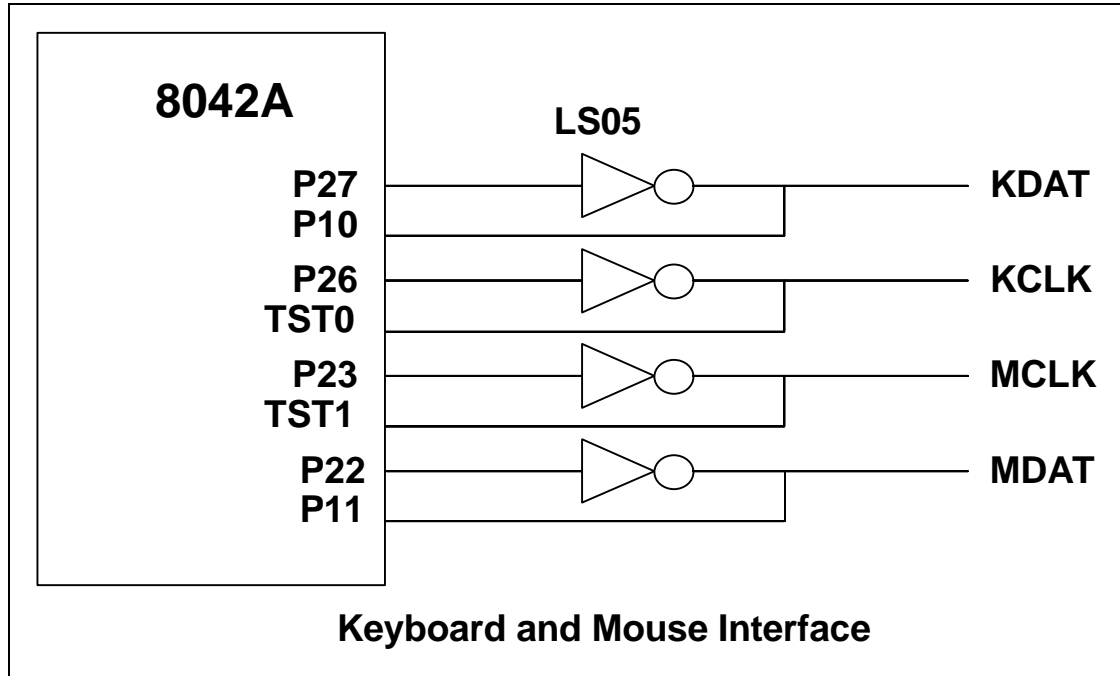 8042A
LS05
P27
KDAT
P10
P26
KCLK
TST0
P23
MCLK
TST1
P22
MDAT
P11
Keyboard and Mouse Interface